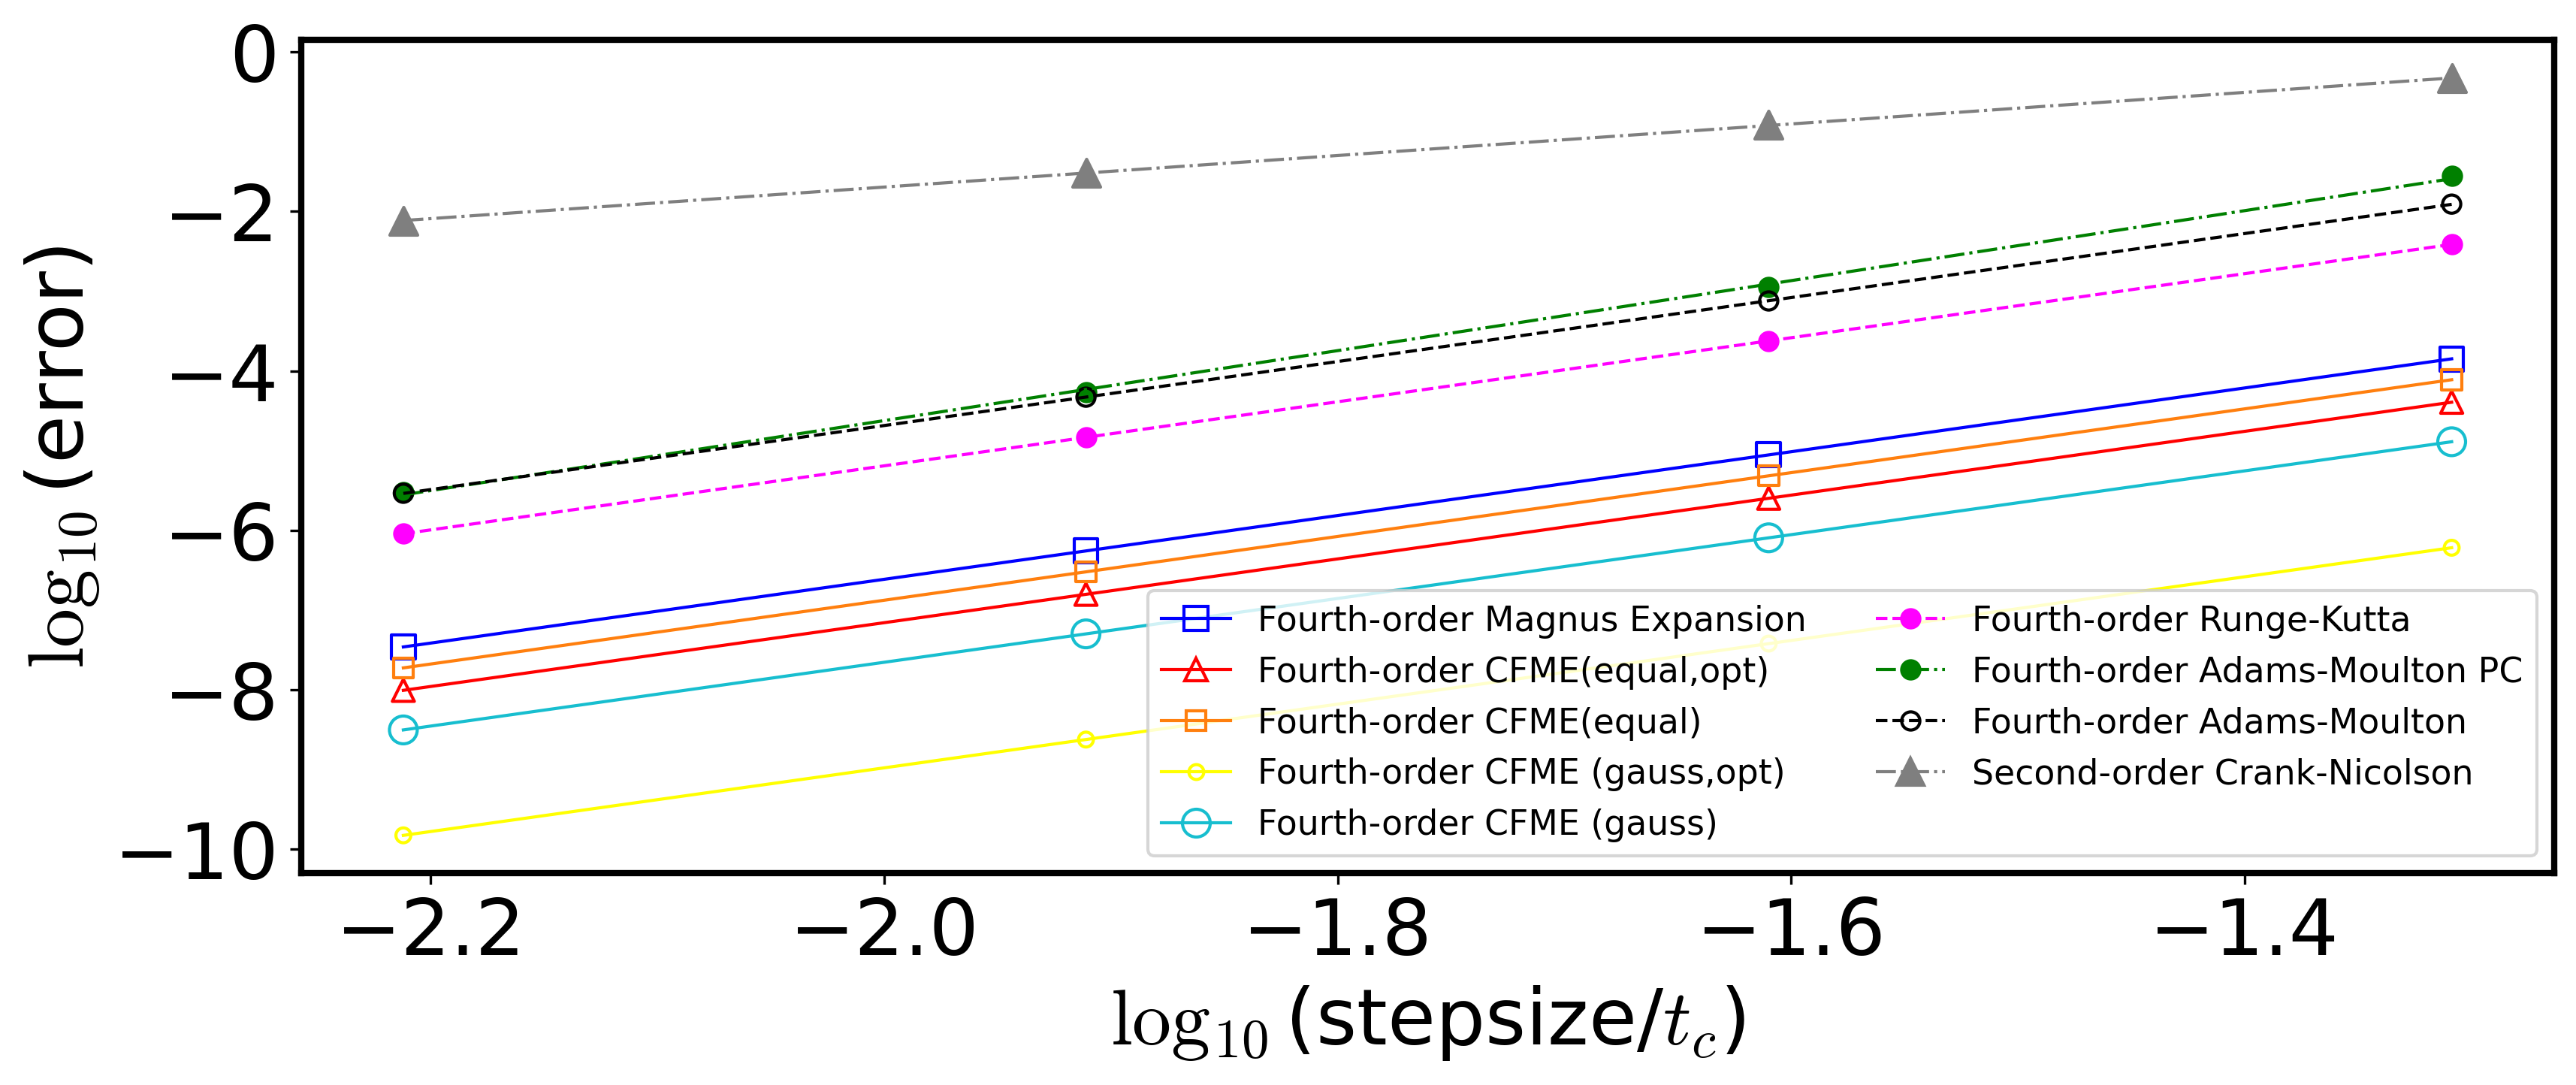 0
−2
−4
−6
−8
−10
log10 (error)
−2.2
−2.0
−1.8
−1.6
−1.4
log10 (stepsize/tc)
Fourth-order Magnus Expansion
Fourth-order CFME(equal,opt)
Fourth-order CFME(equal)
Fourth-order CFME (gauss,opt)
Fourth-order CFME (gauss)
Fourth-order Runge-Kutta
Fourth-order Adams-Moulton PC
Fourth-order Adams-Moulton
Second-order Crank-Nicolson